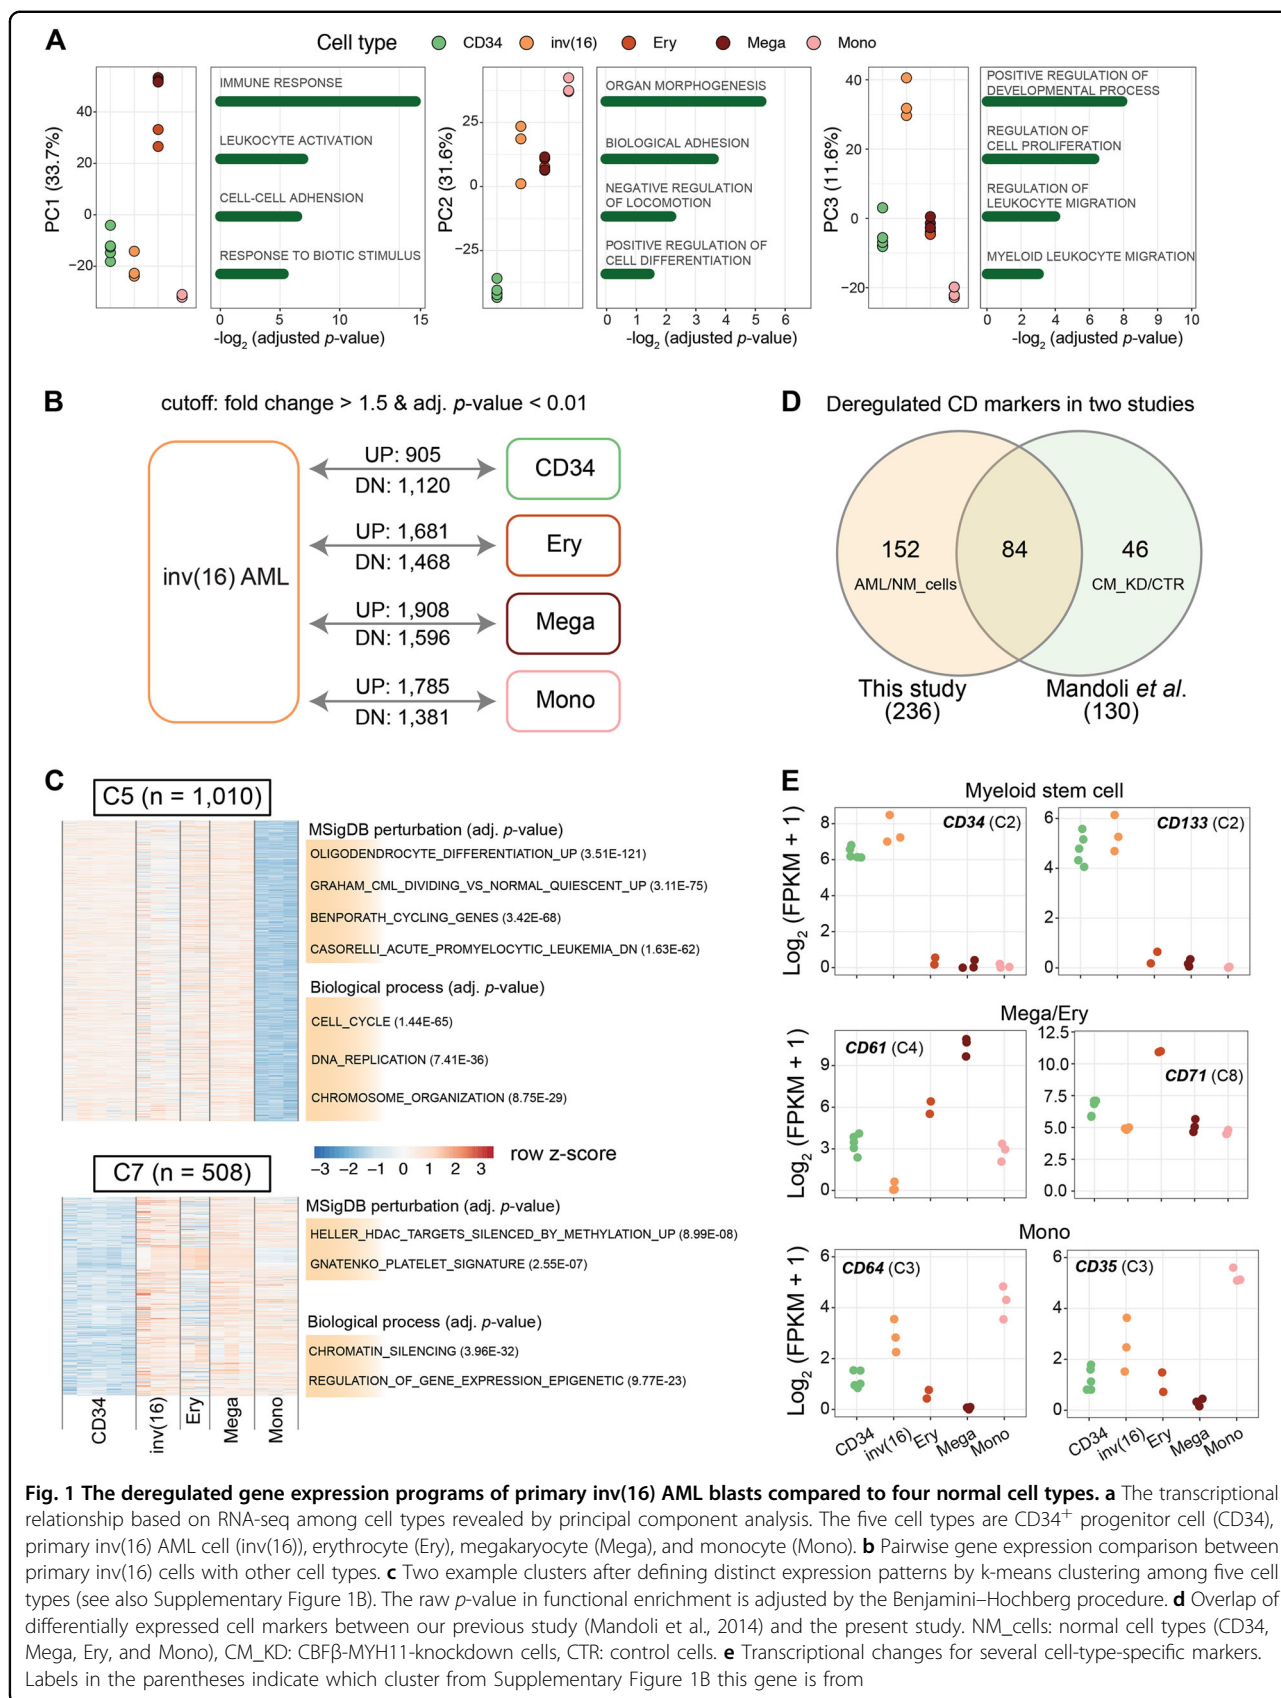 A
Cell type CD34 inv(16) Ery Mega Mono
PC1 (33.7%)
40
20
0
−20
IMMUNE RESPONSE
LEUKOCYTE ACTIVATION
CELL-CELL ADHENSION
RESPONSE TO BIOTIC STIMULUS
0 5 10 15
-log2 (adjusted p-value)
PC2 (31.6%)
25
0
−25
ORGAN MORPHOGENESIS
BIOLOGICAL ADHESION
NEGATIVE REGULATION
OF LOCOMOTION
POSITIVE REGULATION OF
CELL DIFFERENTIATION
0 1 2 3 4 5 6
-log2 (adjusted p-value)
PC3 (11.6%)
40
20
0
−20
POSITIVE REGULATION OF
DEVELOPMENTAL PROCESS
REGULATION OF
CELL PROLIFERATION
REGULATION OF
LEUKOCYTE MIGRATION
MYELOID LEUKOCYTE MIGRATION
0 2 4 6 8 10
-log2 (adjusted p-value)
B
cutoff: fold change > 1.5 & adj. p-value < 0.01
inv(16) AML
UP: 905
DN: 1,120
CD34
UP: 1,681
DN: 1,468
Ery
UP: 1,908
DN: 1,596
Mega
UP: 1,785
DN: 1,381
Mono
D
Deregulated CD markers in two studies
152 84 46
AML/NM_cells CM_KD/CTR
This study Mandoli et al.
(236) (130)
C
C5 (n = 1,010)
MSigDB perturbation (adj. p-value)
OLIGODENDROCYTE_DIFFERENTIATION_UP (3.51E-121)
GRAHAM_CML_DIVIDING_VS_NORMAL_QUIESCENT_UP (3.11E-75)
BENPORATH_CYCLING_GENES (3.42E-68)
CASORELLI_ACUTE_PROMYELOCYTIC_LEUKEMIA_DN (1.63E-62)
Biological process (adj. p-value)
CELL_CYCLE (1.44E-65)
DNA_REPLICATION (7.41E-36)
CHROMOSOME_ORGANIZATION (8.75E-29)
−3 −2 −1 0 1 2 3 row z-score
C7 (n = 508)
MSigDB perturbation (adj. p-value)
HELLER_HDAC_TARGETS_SILENCED_BY_METHYLATION_UP (8.99E-08)
GNATENKO_PLATELET_SIGNATURE (2.55E-07)
Biological process (adj. p-value)
CHROMATIN_SILENCING (3.96E-32)
REGULATION_OF_GENE_EXPRESSION_EPIGENETIC (9.77E-23)
CD34 inv(16) Ery Mega Mono
E
Myeloid stem cell
Log2 (FPKM + 1)
8
6
4
2
0
CD34 (C2)
6
4
2
0
CD133 (C2)
Mega/Ery
Log2 (FPKM + 1)
9
6
3
0
CD61 (C4)
12.5
10.0
7.5
5.0
2.5
0.0
CD71 (C8)
Mono
Log2 (FPKM + 1)
6
4
2
0
CD64 (C3)
6
4
2
0
CD35 (C3)
CD34 inv(16) Ery Mega Mono
CD34 inv(16) Ery Mega Mono
Fig. 1 The deregulated gene expression programs of primary inv(16) AML blasts compared to four normal cell types. a The transcriptional
relationship based on RNA-seq among cell types revealed by principal component analysis. The five cell types are CD34+ progenitor cell (CD34),
primary inv(16) AML cell (inv(16)), erythrocyte (Ery), megakaryocyte (Mega), and monocyte (Mono). b Pairwise gene expression comparison between
primary inv(16) cells with other cell types. c Two example clusters after defining distinct expression patterns by k-means clustering among five cell
types (see also Supplementary Figure 1B). The raw p-value in functional enrichment is adjusted by the Benjamini–Hochberg procedure. d Overlap of
differentially expressed cell markers between our previous study (Mandoli et al., 2014) and the present study. NM_cells: normal cell types (CD34,
Mega, Ery, and Mono), CM_KD: CBFβ-MYH11-knockdown cells, CTR: control cells. e Transcriptional changes for several cell-type-specific markers.
Labels in the parentheses indicate which cluster from Supplementary Figure 1B this gene is from